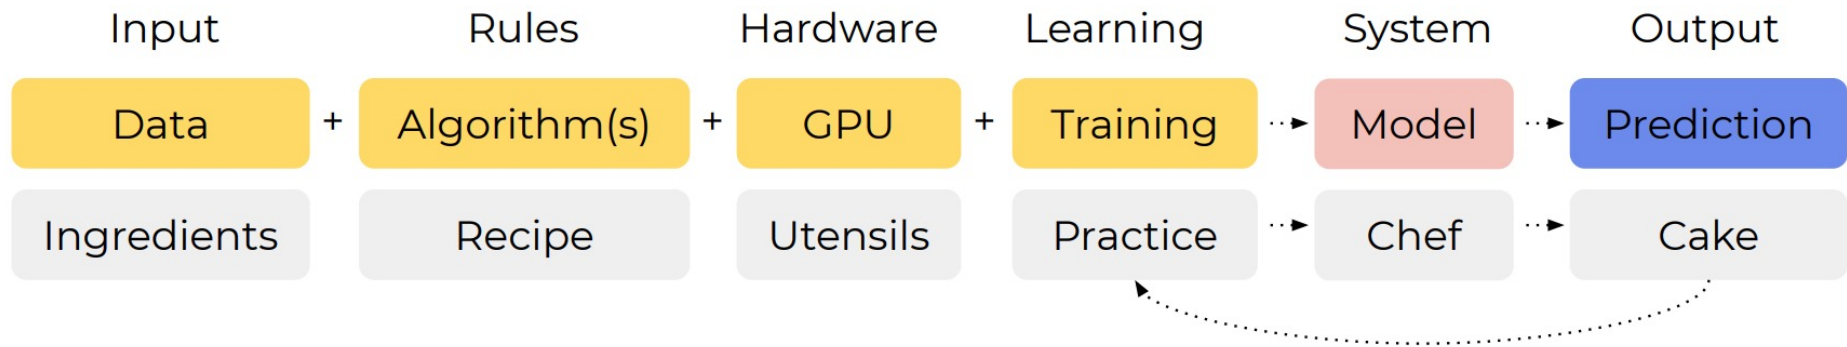 Input Rules Hardware Learning System Output
Data + Algorithm(s) + GPU + Training Model Prediction
Ingredients Recipe Utensils Practice Chef Cake